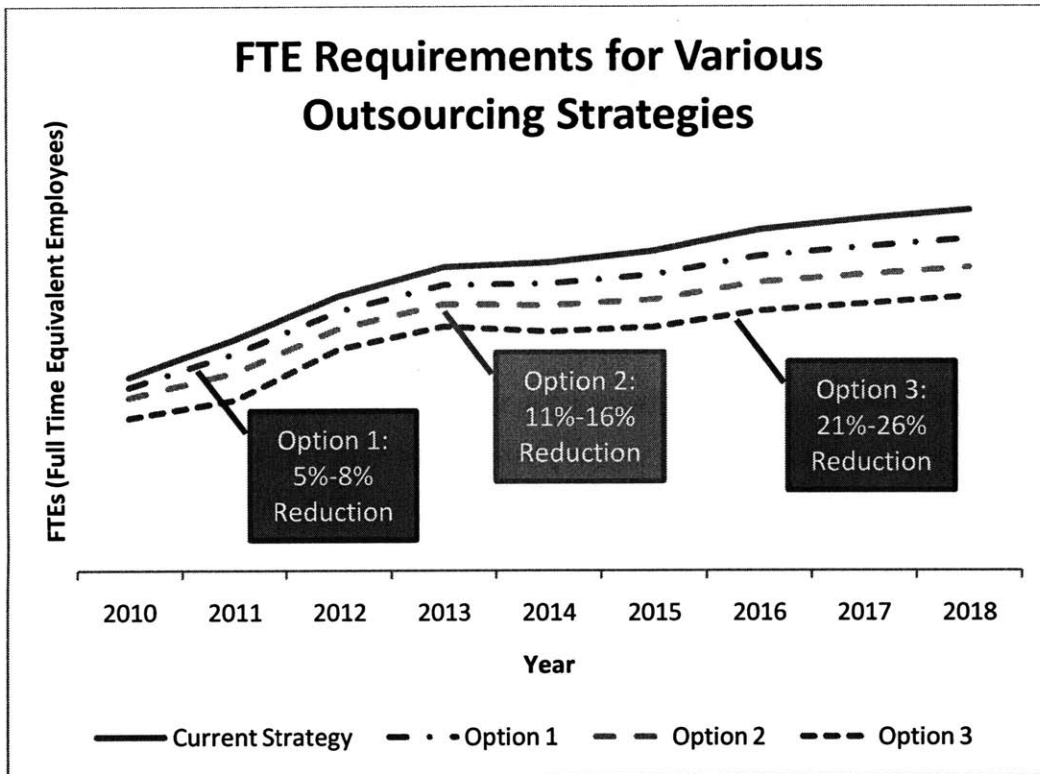 FTE Requirements for Various
Outsourcing Strategies
FTEs (Full Time Equivalent Employees)
Option 1:
5%-8%
Reduction
Option 2:
11%-16%
Reduction
Option 3:
21%-26%
Reduction
2010 2011 2012 2013 2014 2015 2016 2017 2018
Year
Current Strategy Option 1 Option 2 Option 3